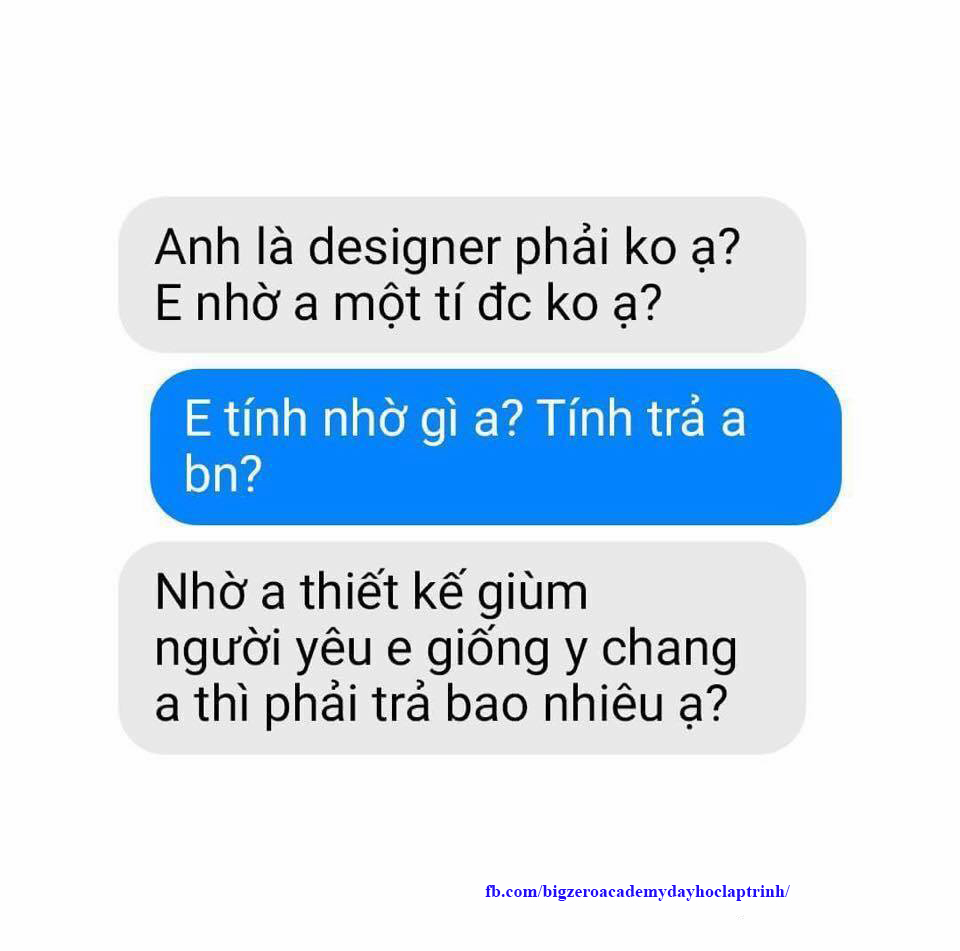 Anh là designer phải ko ạ?
E nhờ a một tí đc ko ạ?
E tính nhờ gì a? Tính trả a
bn?
Nhờ a thiết kế giùm
người yêu e giống y chang
a thì phải trả bao nhiêu ạ?
fb.com/bigzeroacademydayhoclaptrinh/